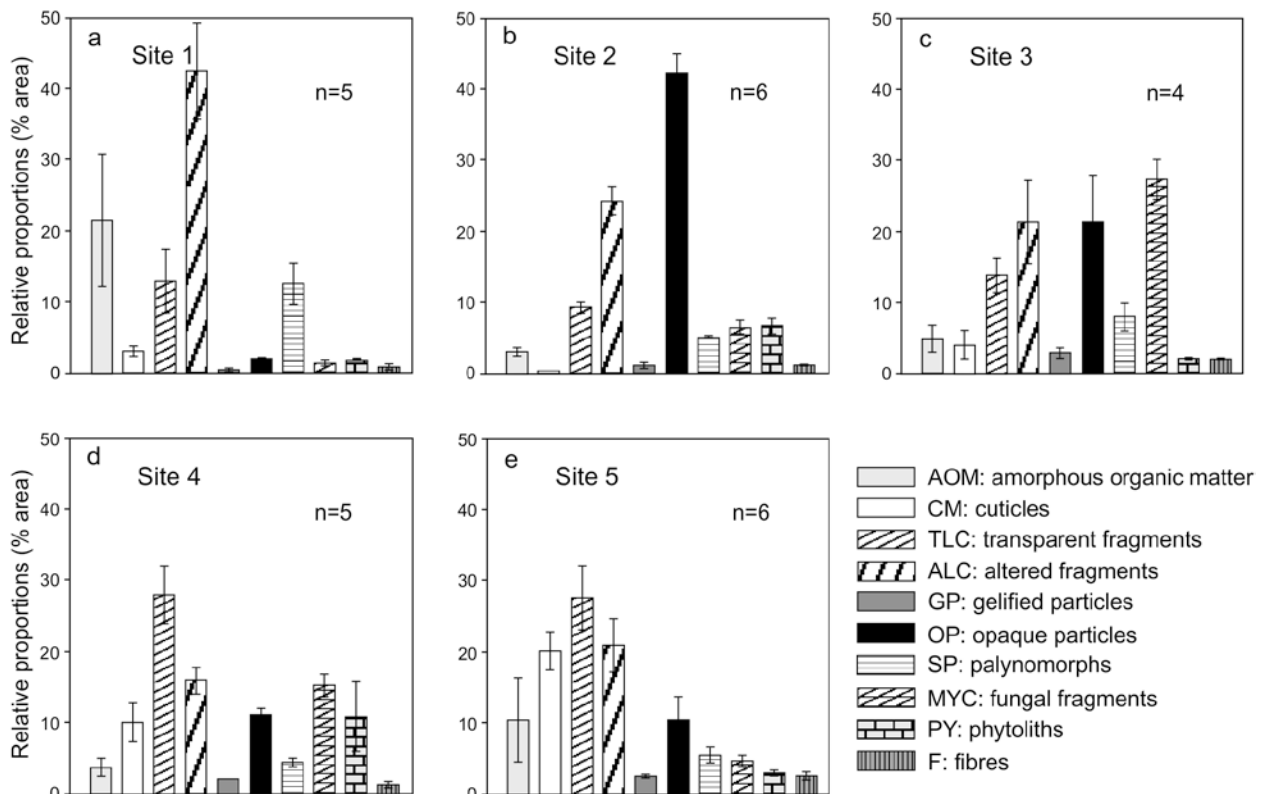 a
Site 1
n=5
50
40
30
20
10
0
Relative proportions (% area)
b
Site 2
n=6
50
40
30
20
10
0
c
Site 3
n=4
50
40
30
20
10
0
d
Site 4
n=5
50
40
30
20
10
0
Relative proportions (% area)
e
Site 5
n=6
50
40
30
20
10
0
AOM: amorphous organic matter
CM: cuticles
TLC: transparent fragments
ALC: altered fragments
GP: gelified particles
OP: opaque particles
SP: palynomorphs
MYC: fungal fragments
PY: phytoliths
F: fibres